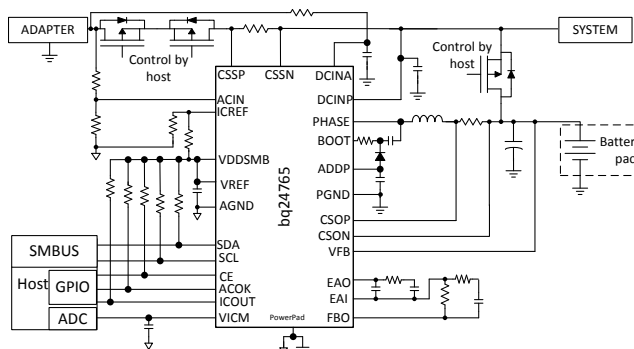 ADAPTER
SYSTEM
Control by
host
Control by
host
CSSP
CSSN
DCINA
ACIN
DCINP
ICREF
PHASE
BOOT
VDDSMB
ADDP
VREF
AGND
PGND
bq24765
CSOP
CSON
VFB
SDA
SCL
CE
ACOK
ICOUT
VICM
EAO
EAI
FBO
PowerPad
SMBUS
Host
GPIO
ADC